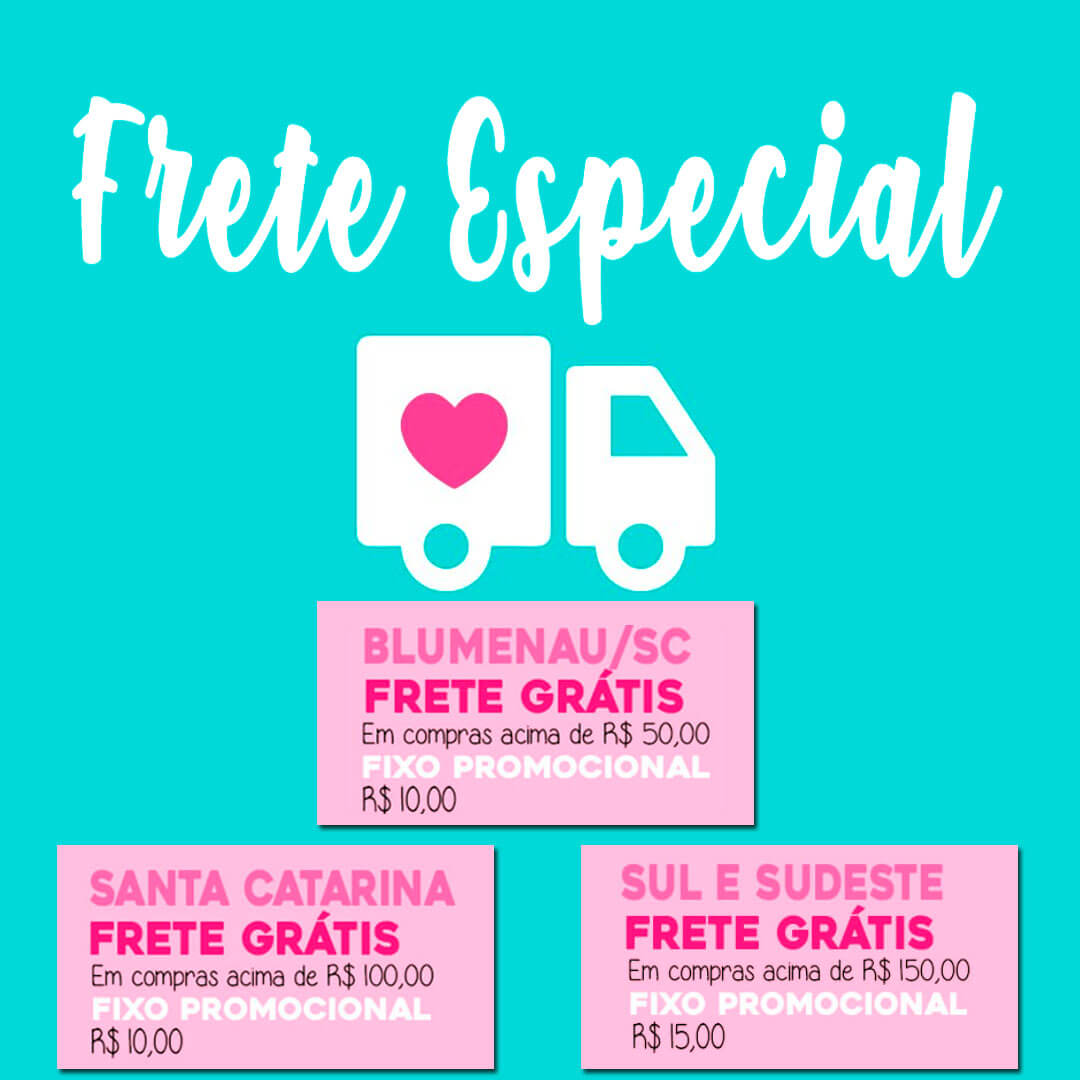 Frete Especial
BLUMENAU/SC
FRETE GRÁTIS
Em compras acima de R$ 50,00
FIXO PROMOCIONAL
R$ 10,00
SANTA CATARINA
FRETE GRÁTIS
Em compras acima de R$ 100,00
FIXO PROMOCIONAL
R$ 10,00
SUL E SUDESTE
FRETE GRÁTIS
Em compras acima de R$ 150,00
FIXO PROMOCIONAL
R$ 15,00